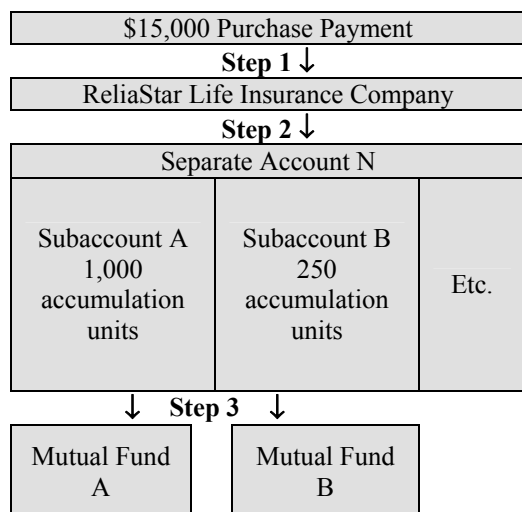 $15,000 Purchase Payment
Step 1 ↓
ReliaStar Life Insurance Company
Step 2 ↓
Separate Account N
Subaccount A
1,000
accumulation
units
Subaccount B
250
accumulation
units
Etc.
↓ Step 3 ↓
Mutual Fund
A
Mutual Fund
B